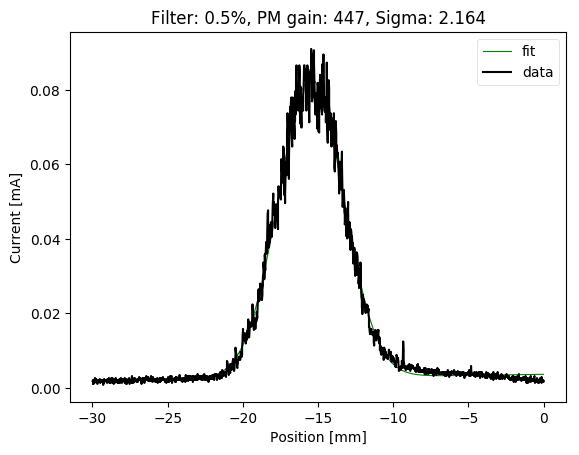 Filter: 0.5%, PM gain: 447, Sigma: 2.164
fit
data
0.08
0.06
0.04
0.02
0.00
Current [mA]
−30
−25
−20
−15
−10
−5
0
Position [mm]